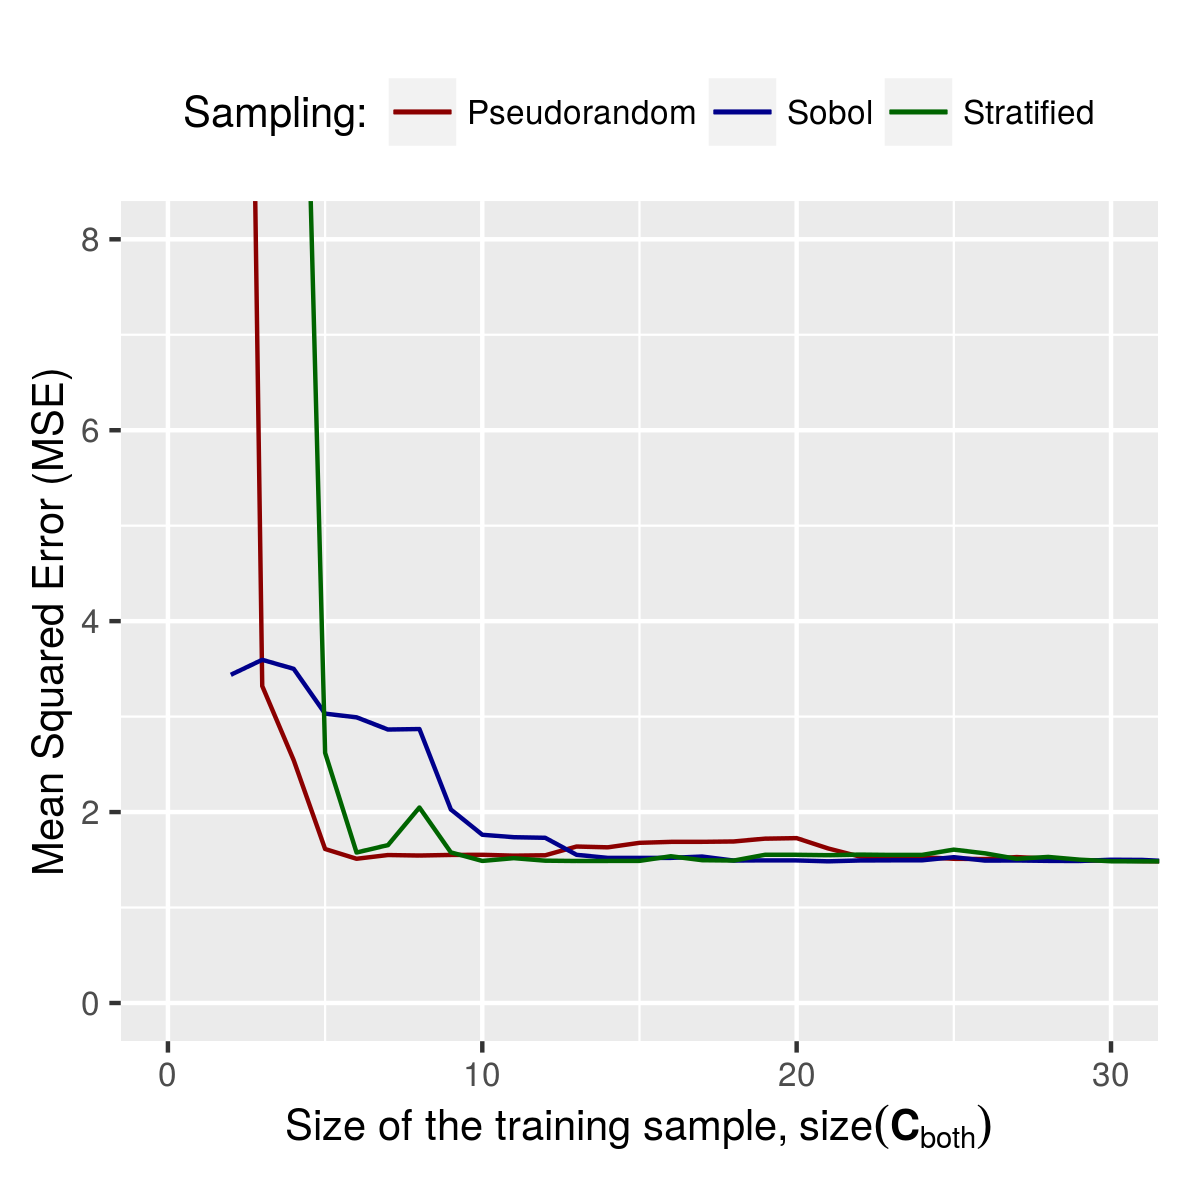 Sampling: Pseudorandom Sobol Stratified
8
6
4
2
0
Mean Squared Error (MSE)
0 10 20 30
Size of the training sample, size(C_both)